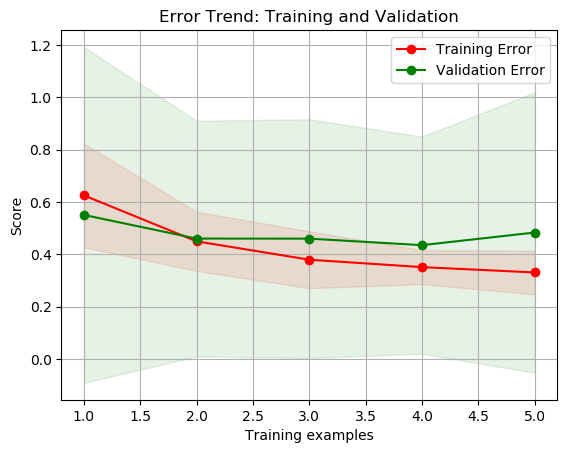 Error Trend: Training and Validation
Training Error
Validation Error
1.2
1.0
0.8
0.6
0.4
0.2
0.0
Score
1.0 1.5 2.0 2.5 3.0 3.5 4.0 4.5 5.0
Training examples